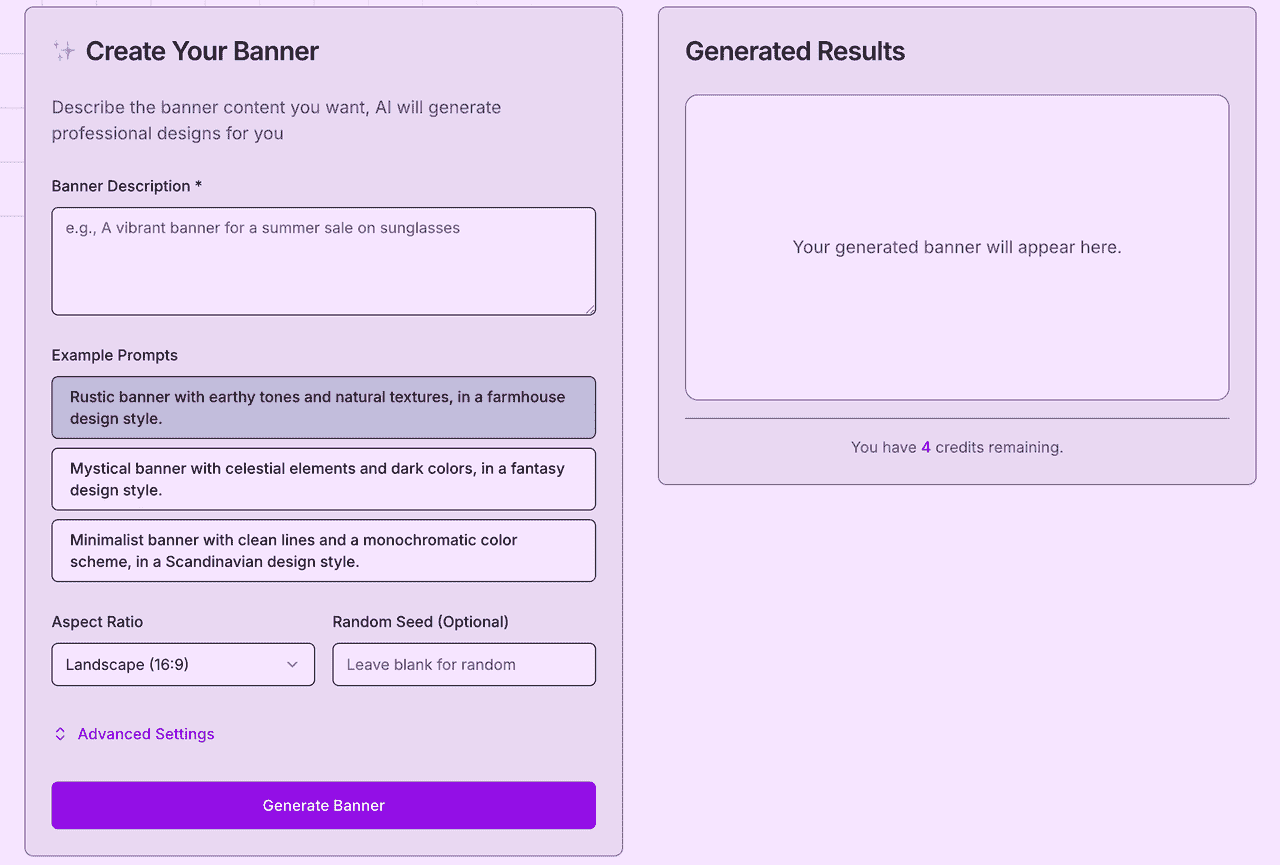 Create Your Banner
Describe the banner content you want, AI will generate
professional designs for you
Banner Description *
e.g., A vibrant banner for a summer sale on sunglasses
Example Prompts
Rustic banner with earthy tones and natural textures, in a farmhouse
design style.
Mystical banner with celestial elements and dark colors, in a fantasy
design style.
Minimalist banner with clean lines and a monochromatic color
scheme, in a Scandinavian design style.
Aspect Ratio
Landscape (16:9)
Random Seed (Optional)
Leave blank for random
Advanced Settings
Generate Banner
Generated Results
Your generated banner will appear here.
You have 4 credits remaining.